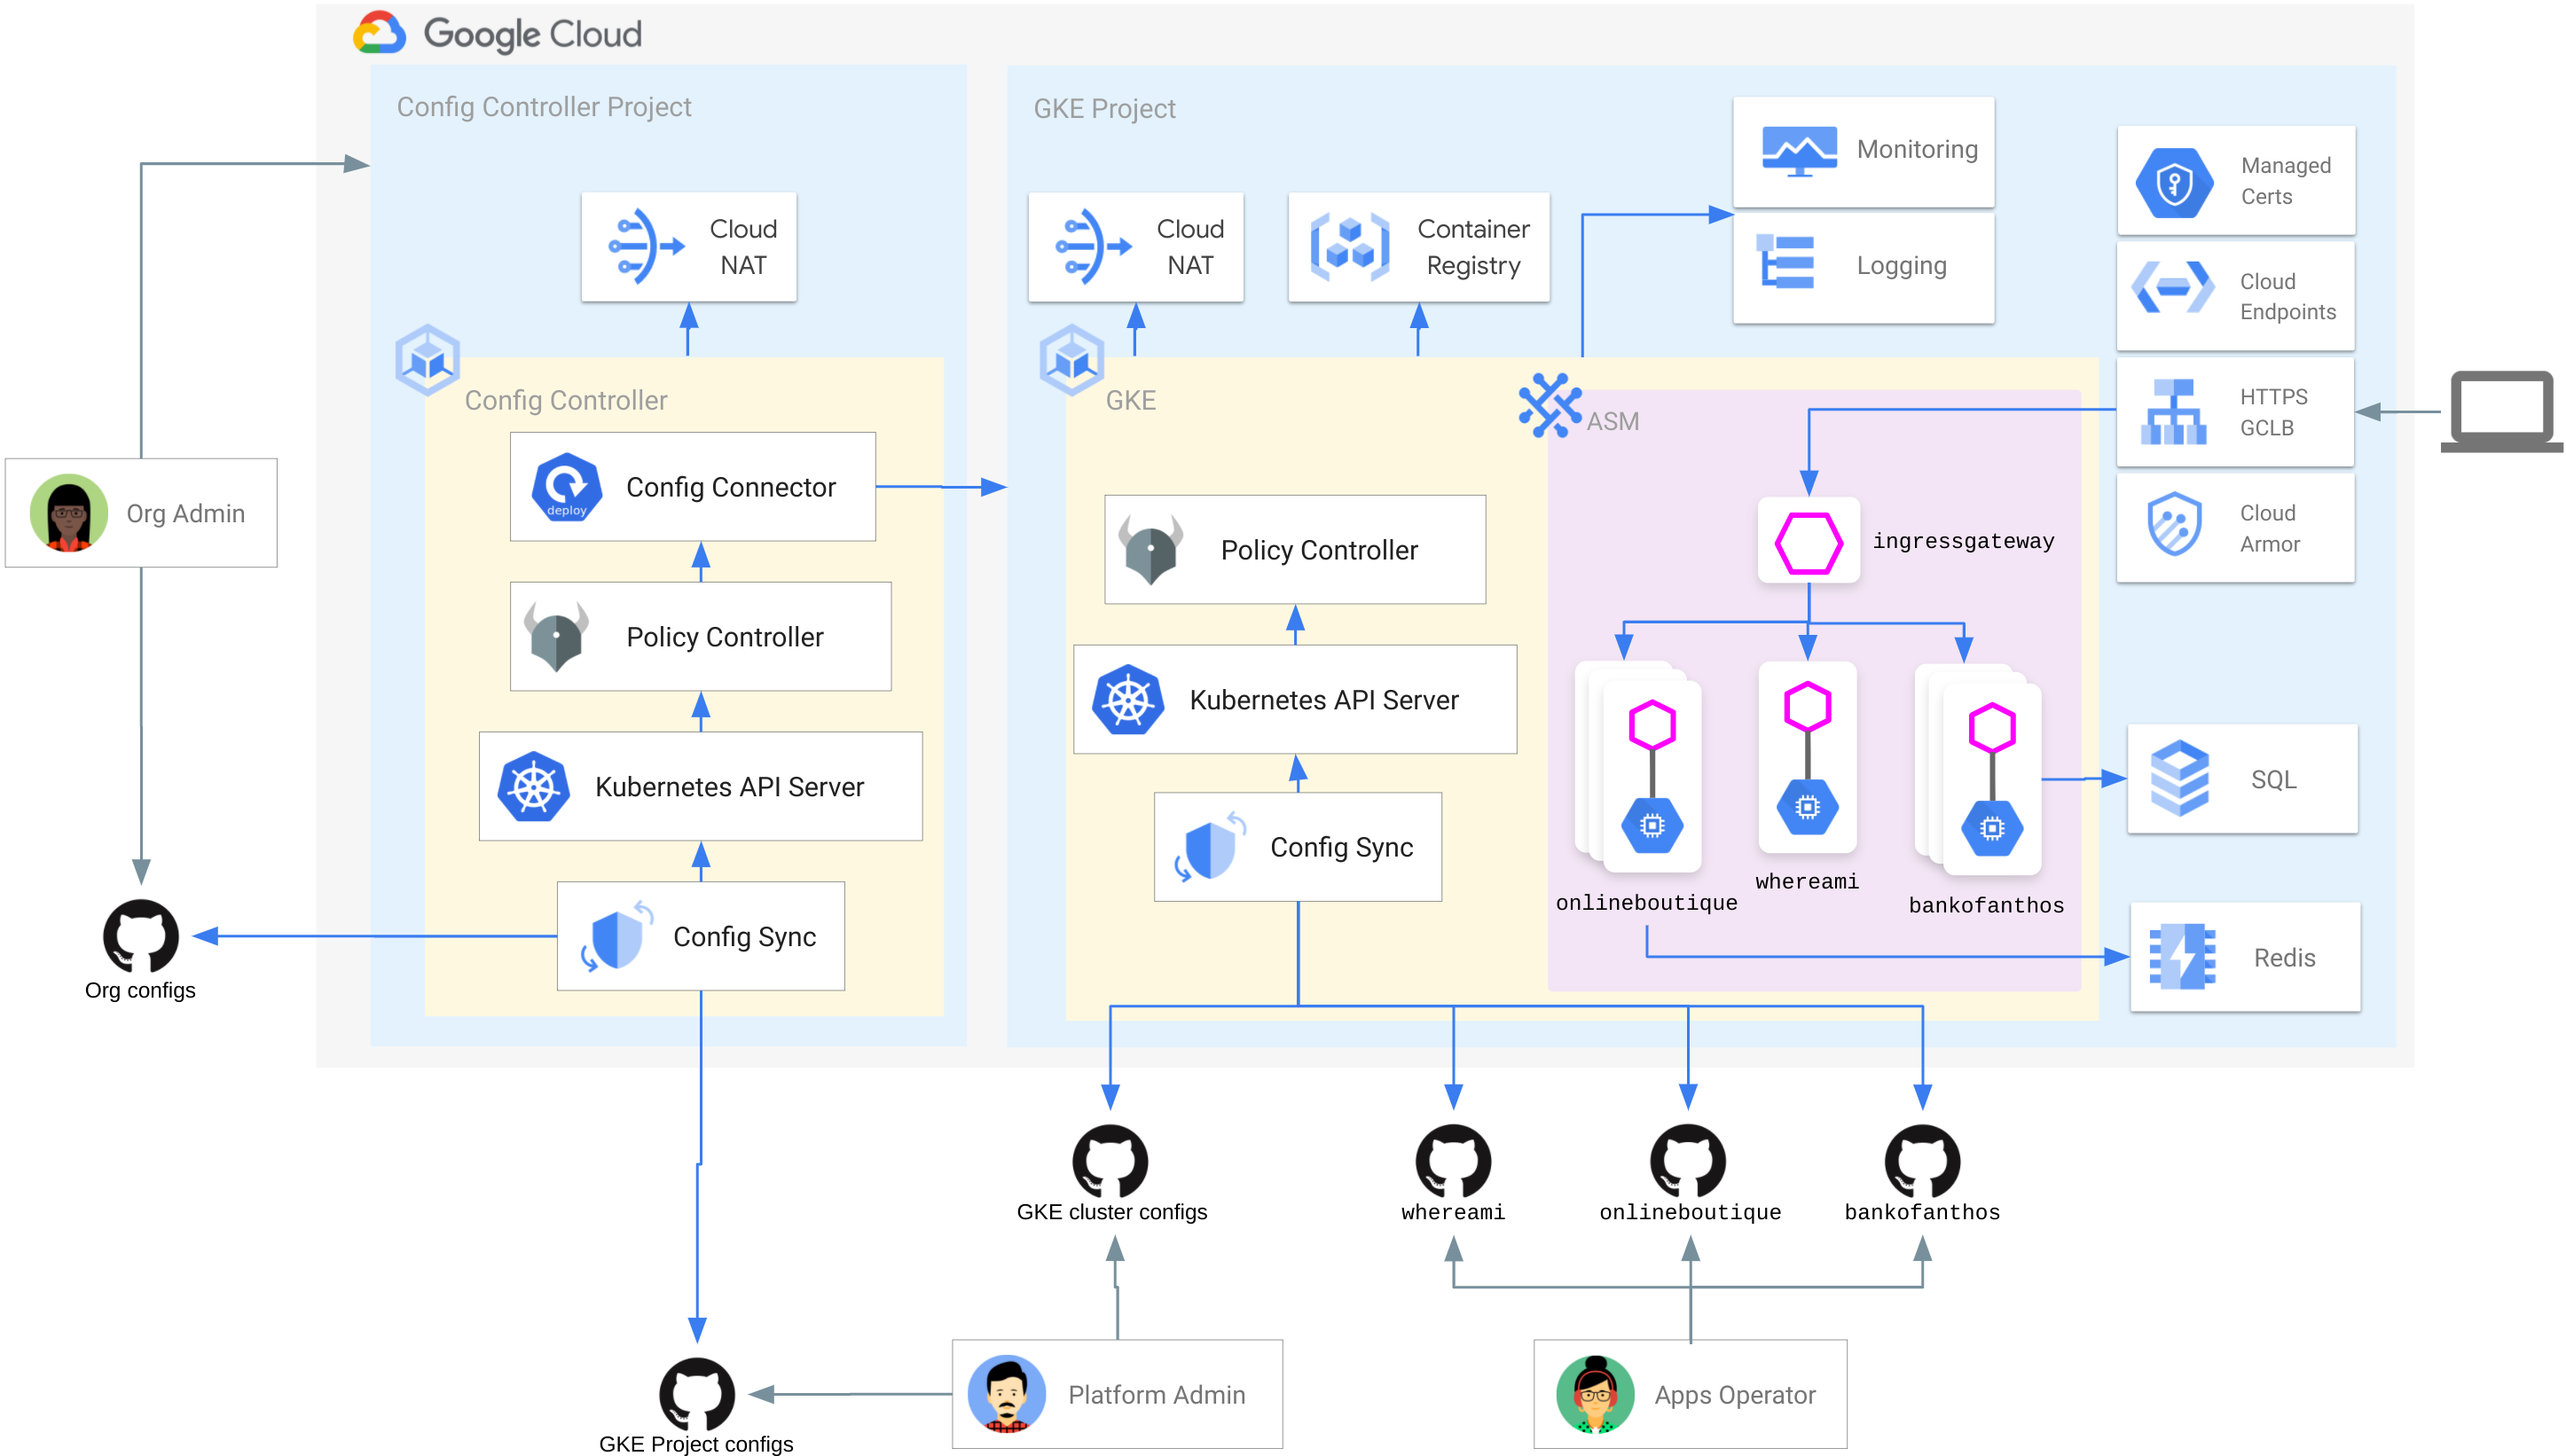 Google Cloud
Config Controller Project
GKE Project
Monitoring
Logging
Managed
Certs
Cloud
NAT
Cloud
NAT
Container
Registry
Cloud
Endpoints
Config Controller
GKE
ASM
HTTPS
GCLB
Config Connector
deploy
Org Admin
Policy Controller
ingressgateway
Cloud
Armor
Policy Controller
Kubernetes API Server
Kubernetes API Server
SQL
Config Sync
whereami
onlineboutique
bankofanthos
Config Sync
Redis
Org configs
GKE cluster configs
whereami
onlineboutique
bankofanthos
Platform Admin
Apps Operator
GKE Project configs